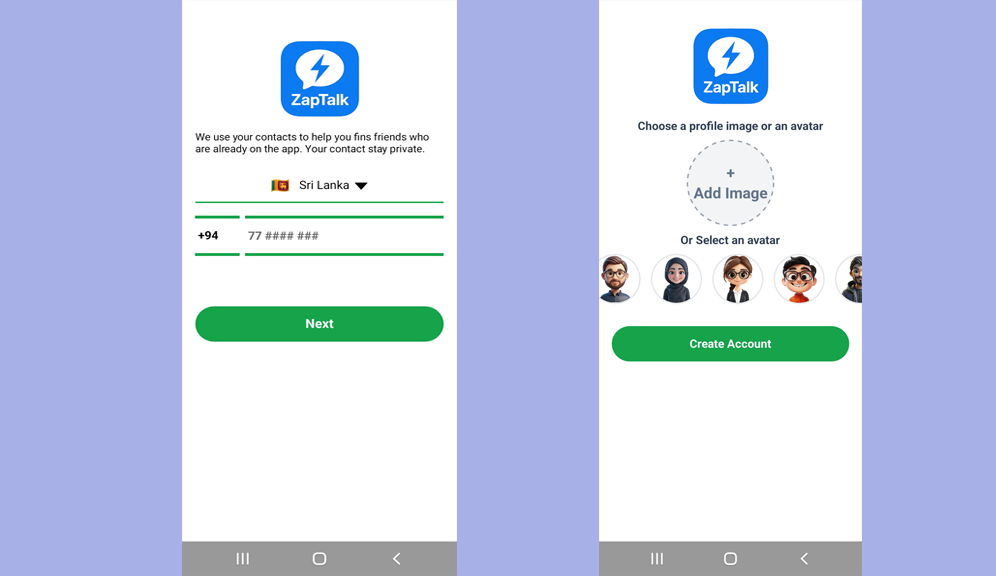 ZapTalk
We use your contacts to help you fins friends who
are already on the app. Your contact stay private.
Sri Lanka
+94
77 #### ###
Next
ZapTalk
Choose a profile image or an avatar
+
Add Image
Or Select an avatar
Create Account